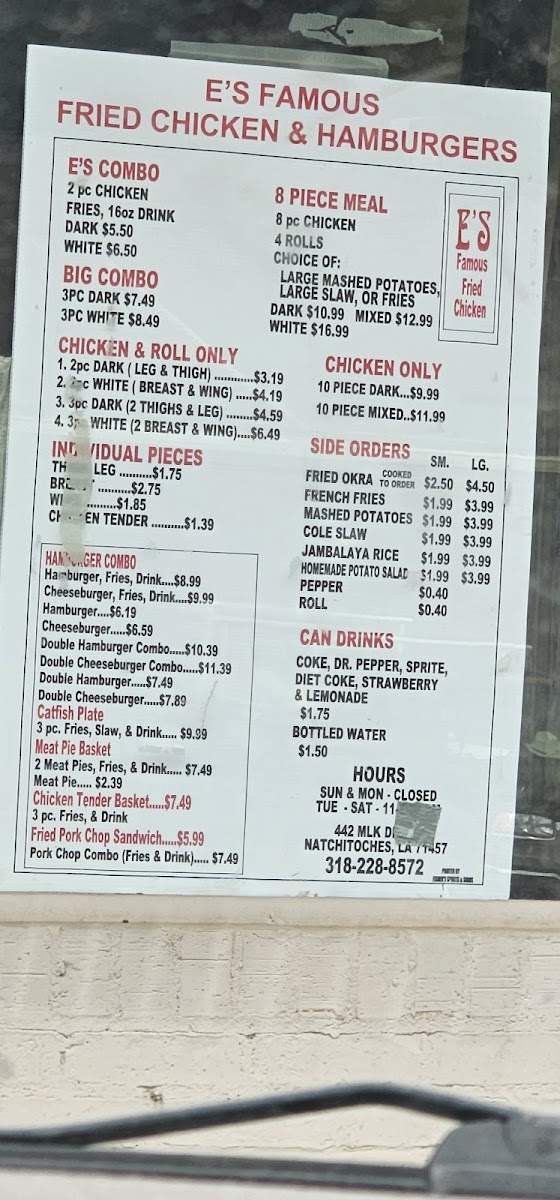 E'S FAMOUS
FRIED CHICKEN & HAMBURGERS
E'S COMBO
2 pc CHICKEN
FRIES, 16oz DRINK
DARK $5.50
WHITE $6.50
BIG COMBO
3PC DARK $7.49
3PC WHITE $8.49
8 PIECE MEAL
8 pc CHICKEN
4 ROLLS
CHOICE OF:
LARGE MASHED POTATOES,
LARGE SLAW, OR FRIES
DARK $10.99 MIXED $12.99
WHITE $16.99
E'S
Famous
Fried
Chicken
CHICKEN & ROLL ONLY
1. 2pc DARK ( LEG & THIGH) ............$3.19
2. 2pc WHITE ( BREAST & WING) .....$4.19
3. 3pc DARK (2 THIGHS & LEG) ........$4.59
4. 3pc WHITE (2 BREAST & WING)....$6.49
CHICKEN ONLY
10 PIECE DARK...$9.99
10 PIECE MIXED..$11.99
INDIVIDUAL PIECES
LEG ..........$1.75
..........$2.75
.........$1.85
CHICKEN TENDER ..........$1.39
SIDE ORDERS SM. LG.
FRIED OKRA COOKED TO ORDER $2.50 $4.50
FRENCH FRIES $1.99 $3.99
MASHED POTATOES $1.99 $3.99
COLE SLAW $1.99 $3.99
JAMBALAYA RICE $1.99 $3.99
HOMEMADE POTATO SALAD $1.99 $3.99
PEPPER $0.40
ROLL $0.40
HAMBURGER COMBO
Hamburger, Fries, Drink....$8.99
Cheeseburger, Fries, Drink....$9.99
Hamburger....$6.19
Cheeseburger.....$6.59
Double Hamburger Combo.....$10.39
Double Cheeseburger Combo.....$11.39
Double Hamburger.....$7.49
Double Cheeseburger.....$7.89
Catfish Plate
3 pc. Fries, Slaw, & Drink..... $9.99
Meat Pie Basket
2 Meat Pies, Fries, & Drink..... $7.49
Meat Pie..... $2.39
Chicken Tender Basket.....$7.49
3 pc. Fries, & Drink
Fried Pork Chop Sandwich.....$5.99
Pork Chop Combo (Fries & Drink)..... $7.49
CAN DRINKS
COKE, DR. PEPPER, SPRITE,
DIET COKE, STRAWBERRY
& LEMONADE
$1.75
BOTTLED WATER
$1.50
HOURS
SUN & MON - CLOSED
TUE - SAT - 11
442 MLK
NATCHITOCHES, LA 71457
318-228-8572